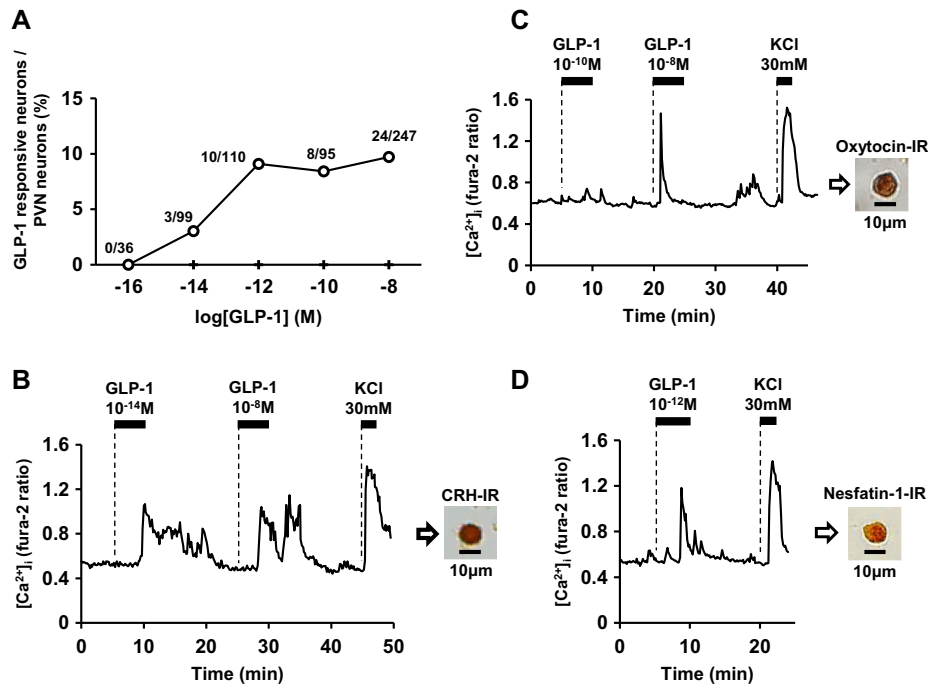 A
GLP-1 responsive neurons /
PVN neurons (%)
15
10
5
0
0/36
3/99
10/110
8/95
24/247
-16 -14 -12 -10 -8
log[GLP-1] (M)
B
GLP-1
10⁻¹⁴M
GLP-1
10⁻⁸M
KCl
30mM
[Ca²⁺]ᵢ (fura-2 ratio)
1.6
1.2
0.8
0.4
0
0 10 20 30 40 50
Time (min)
CRH-IR
10μm
C
GLP-1
10⁻¹⁰M
GLP-1
10⁻⁸M
KCl
30mM
[Ca²⁺]ᵢ (fura-2 ratio)
1.6
1.2
0.8
0.4
0
0 10 20 30 40
Time (min)
Oxytocin-IR
10μm
D
GLP-1
10⁻¹²M
KCl
30mM
[Ca²⁺]ᵢ (fura-2 ratio)
1.6
1.2
0.8
0.4
0
0 10 20
Time (min)
Nesfatin-1-IR
10μm